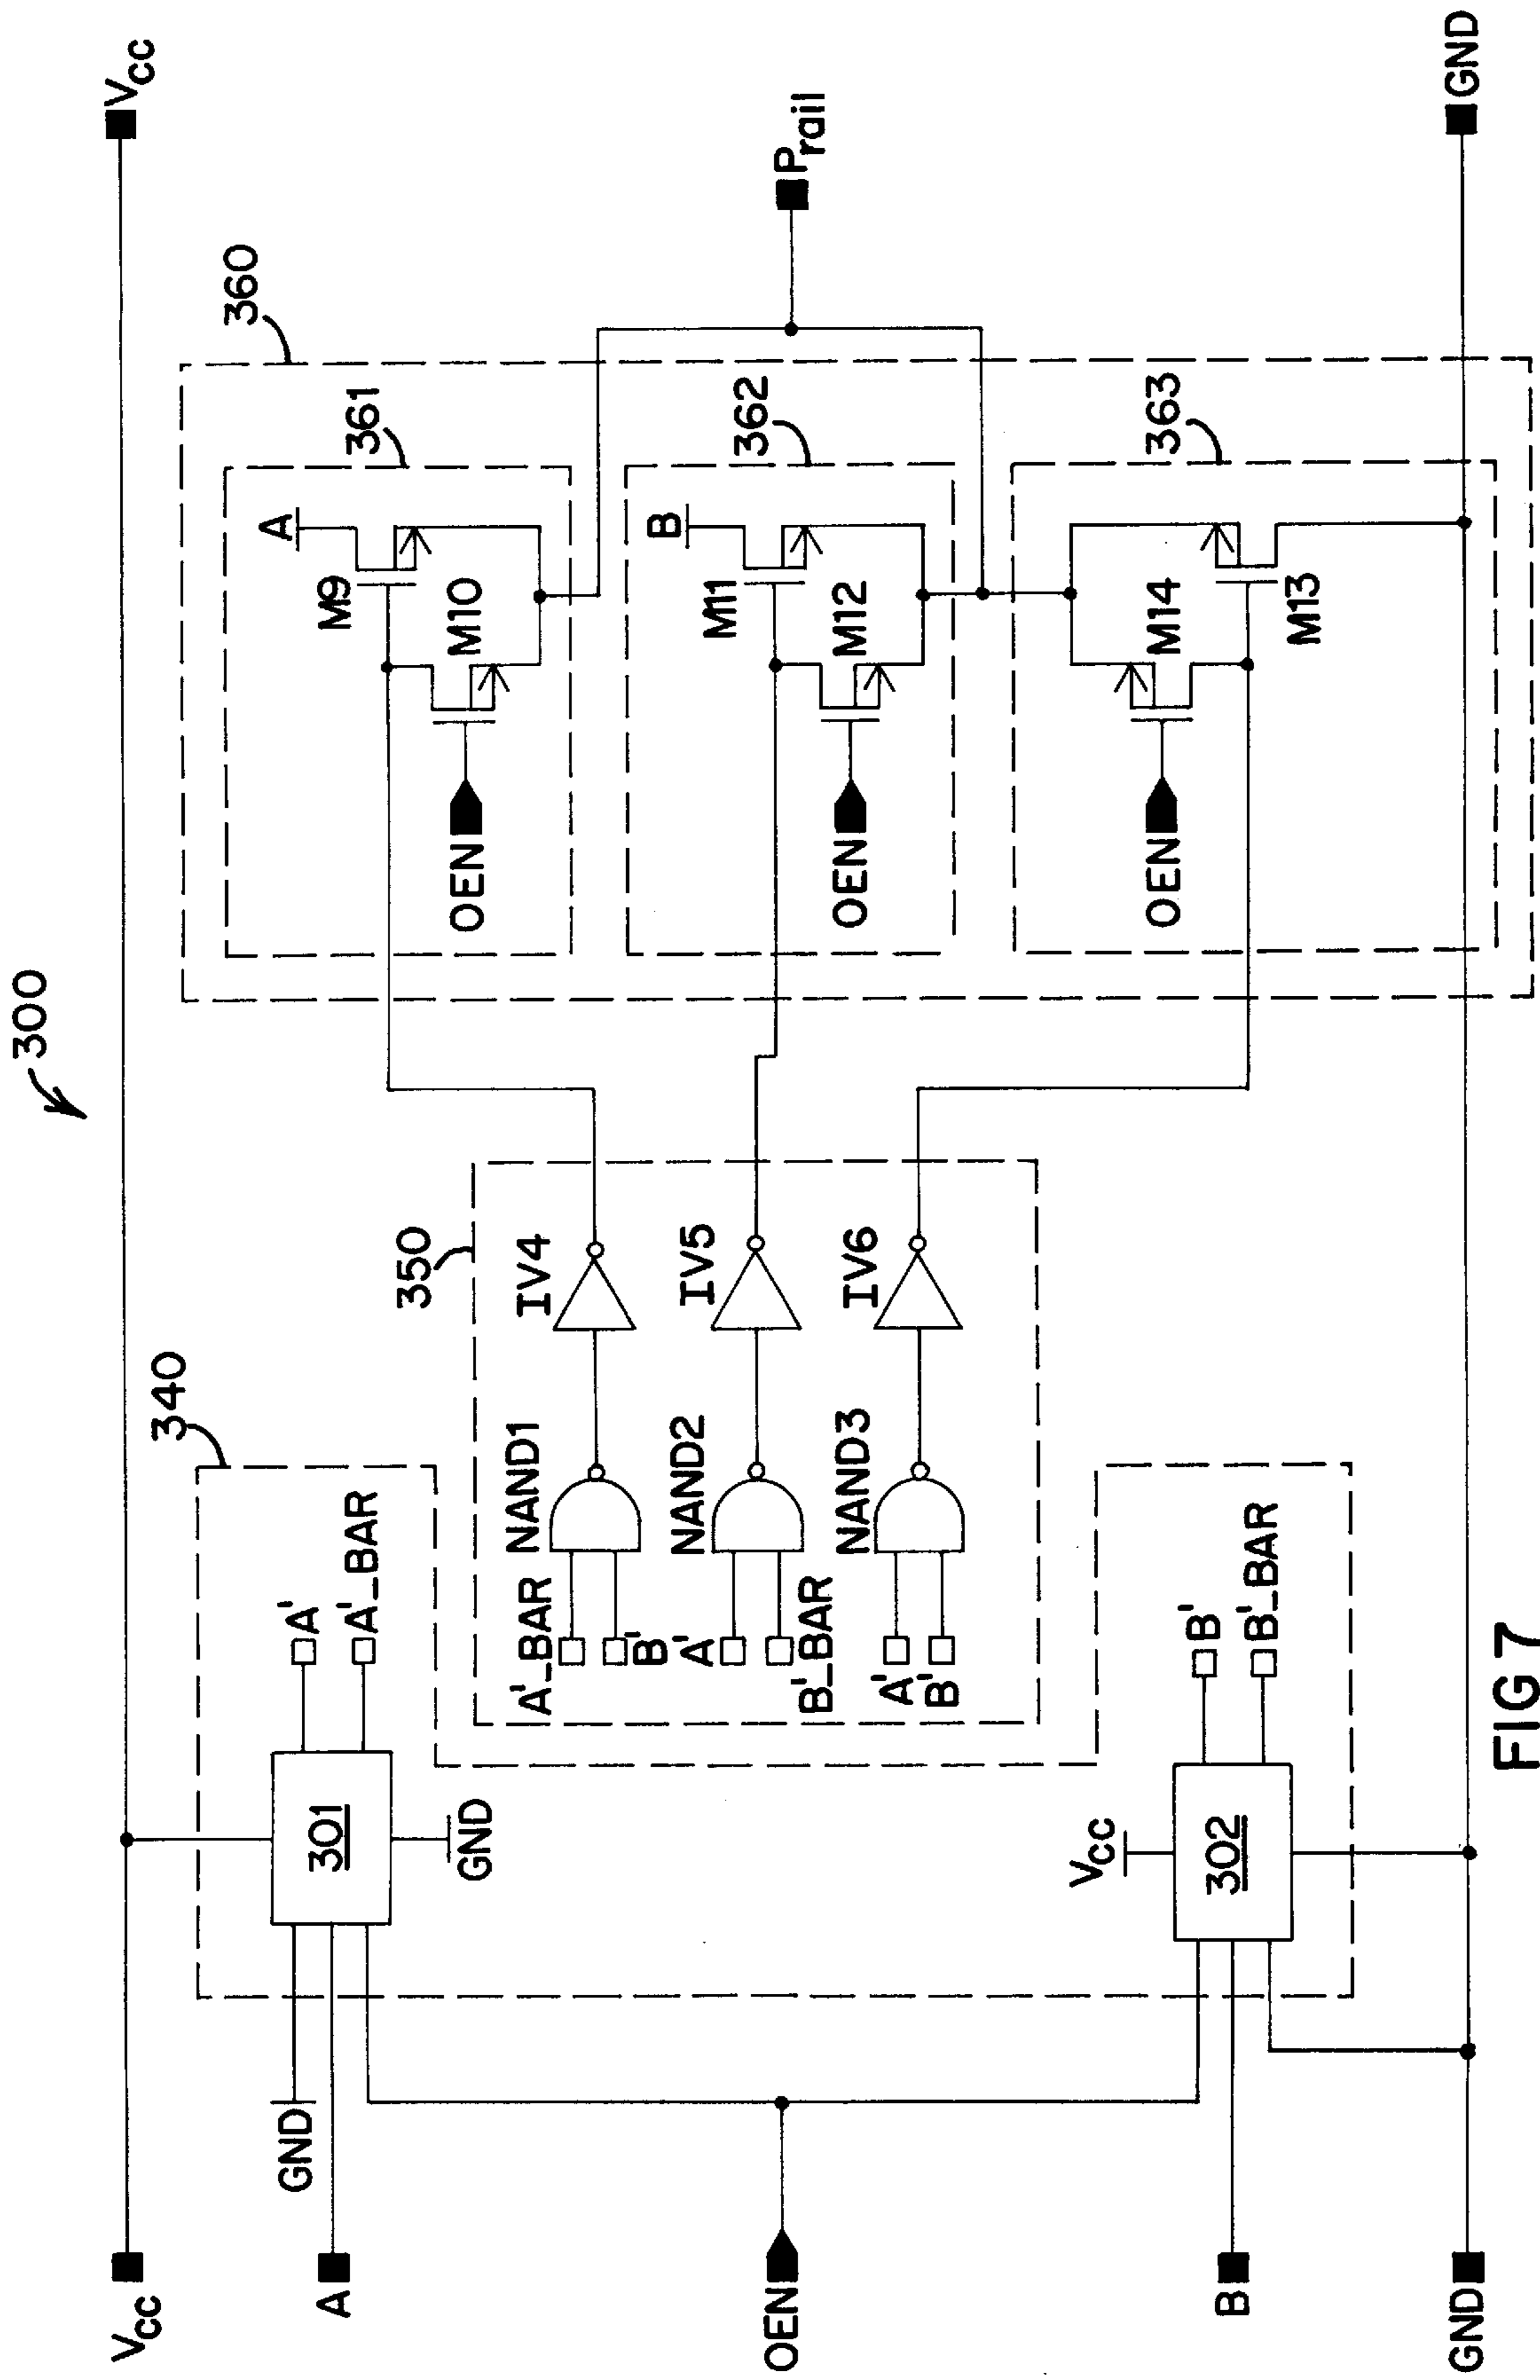 300
Vcc
Vcc
340
360
GND
A
301
GND
A'
A'_BAR
350
A'_BAR
B'
NAND1
IV4
A'
B'_BAR
NAND2
IV5
A'
B'
NAND3
IV6
361
A
M9
M10
OEN
362
B
M11
M12
OEN
363
M14
M13
OEN
Prail
OEN
Vcc
302
B'
B'_BAR
B
GND
GND
FIG 7